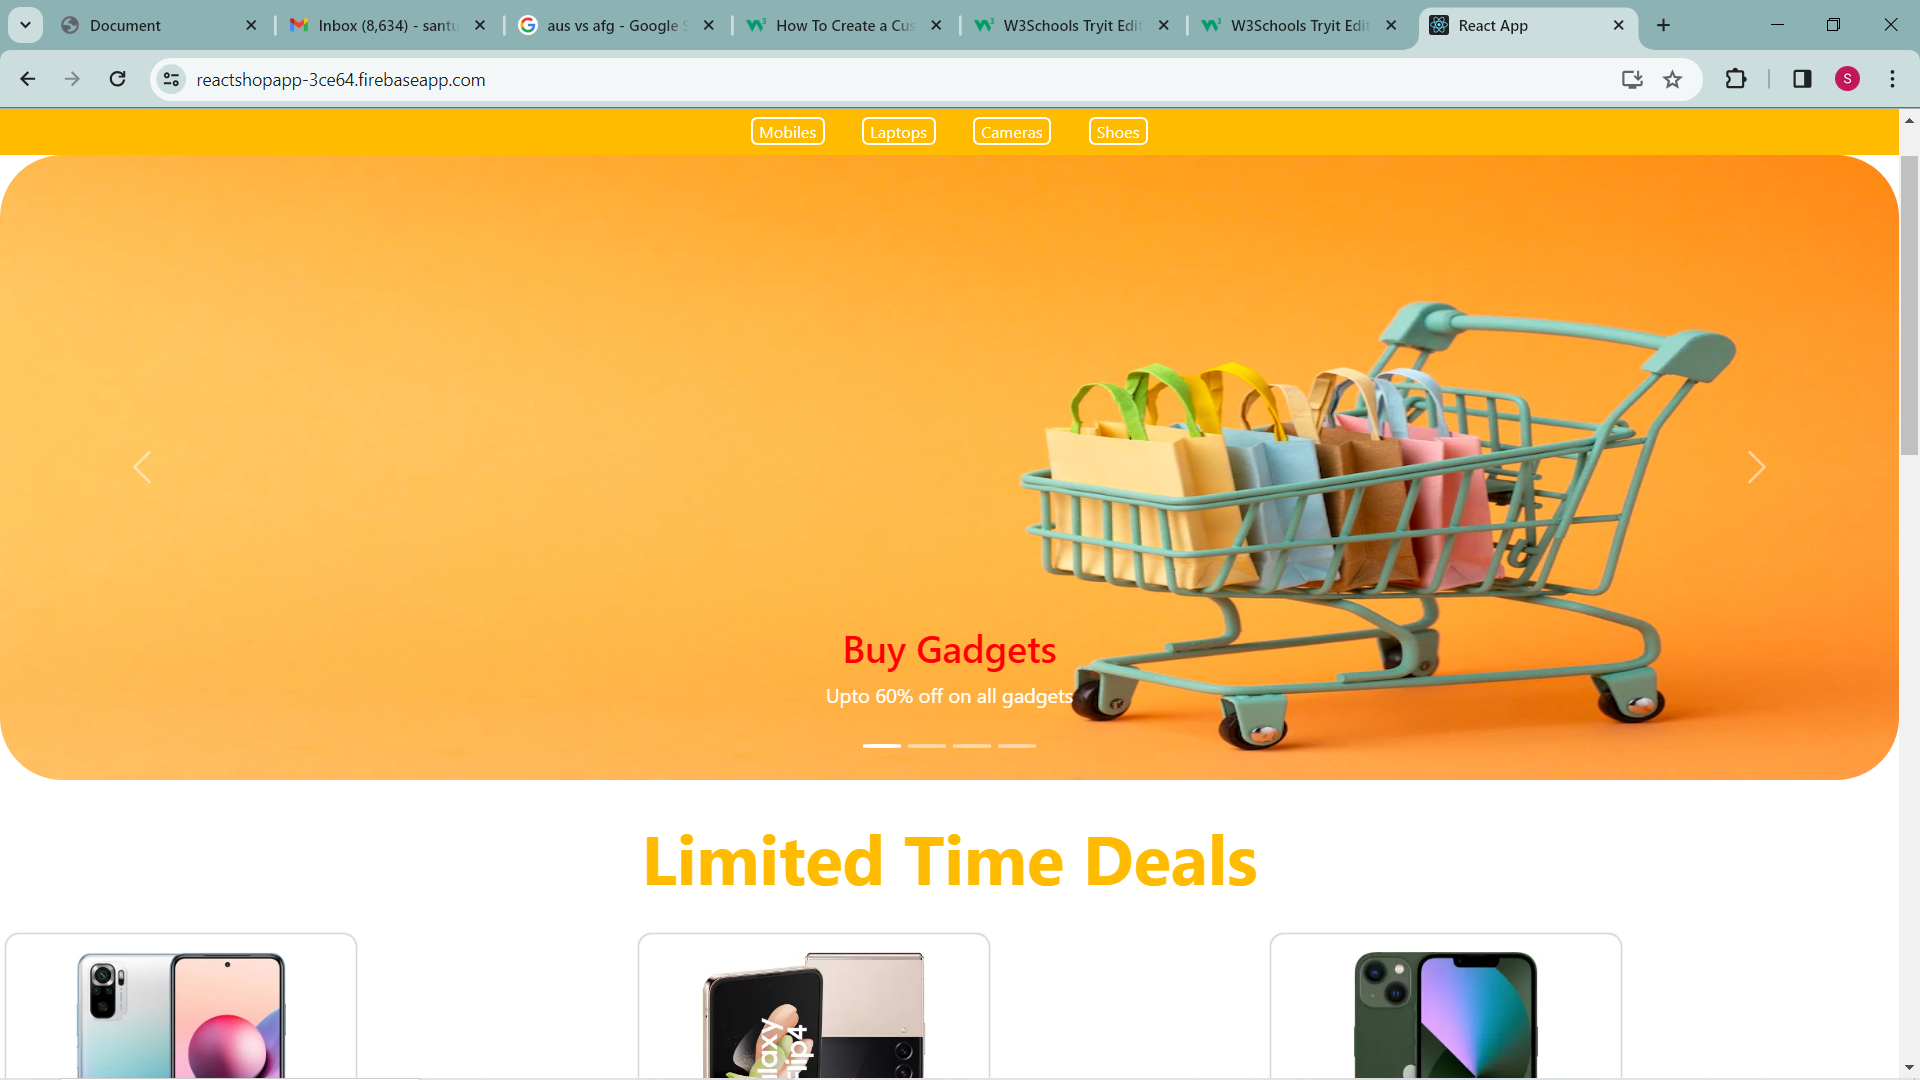 Document
Inbox (8,634) - santu
aus vs afg - Google S
How To Create a Cus
W3Schools Tryit Edit
W3Schools Tryit Edit
React App
reactshopapp-3ce64.firebaseapp.com
S
Mobiles
Laptops
Cameras
Shoes
Buy Gadgets
Upto 60% off on all gadgets
Limited Time Deals